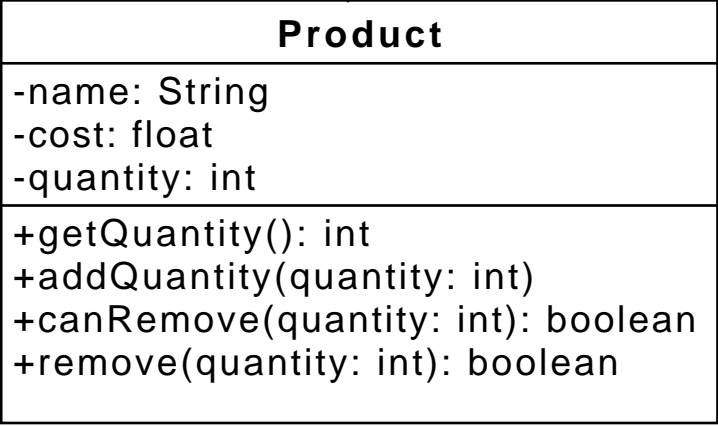 Product
-name: String
-cost: float
-quantity: int
+getQuantity(): int
+addQuantity(quantity: int)
+canRemove(quantity: int): boolean
+remove(quantity: int): boolean